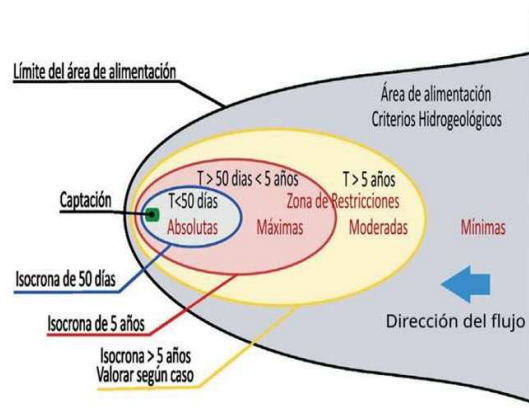 Límite del área de alimentación
Área de alimentación
Criterios Hidrogeológicos
T > 50 dias < 5 años
T > 5 años
T<50 días
Zona de Restricciones
Captación
Absolutas
Máximas
Moderadas
Mínimas
Isocrona de 50 días
Isocrona de 5 años
Dirección del flujo
Isocrona > 5 años
Valorar según caso